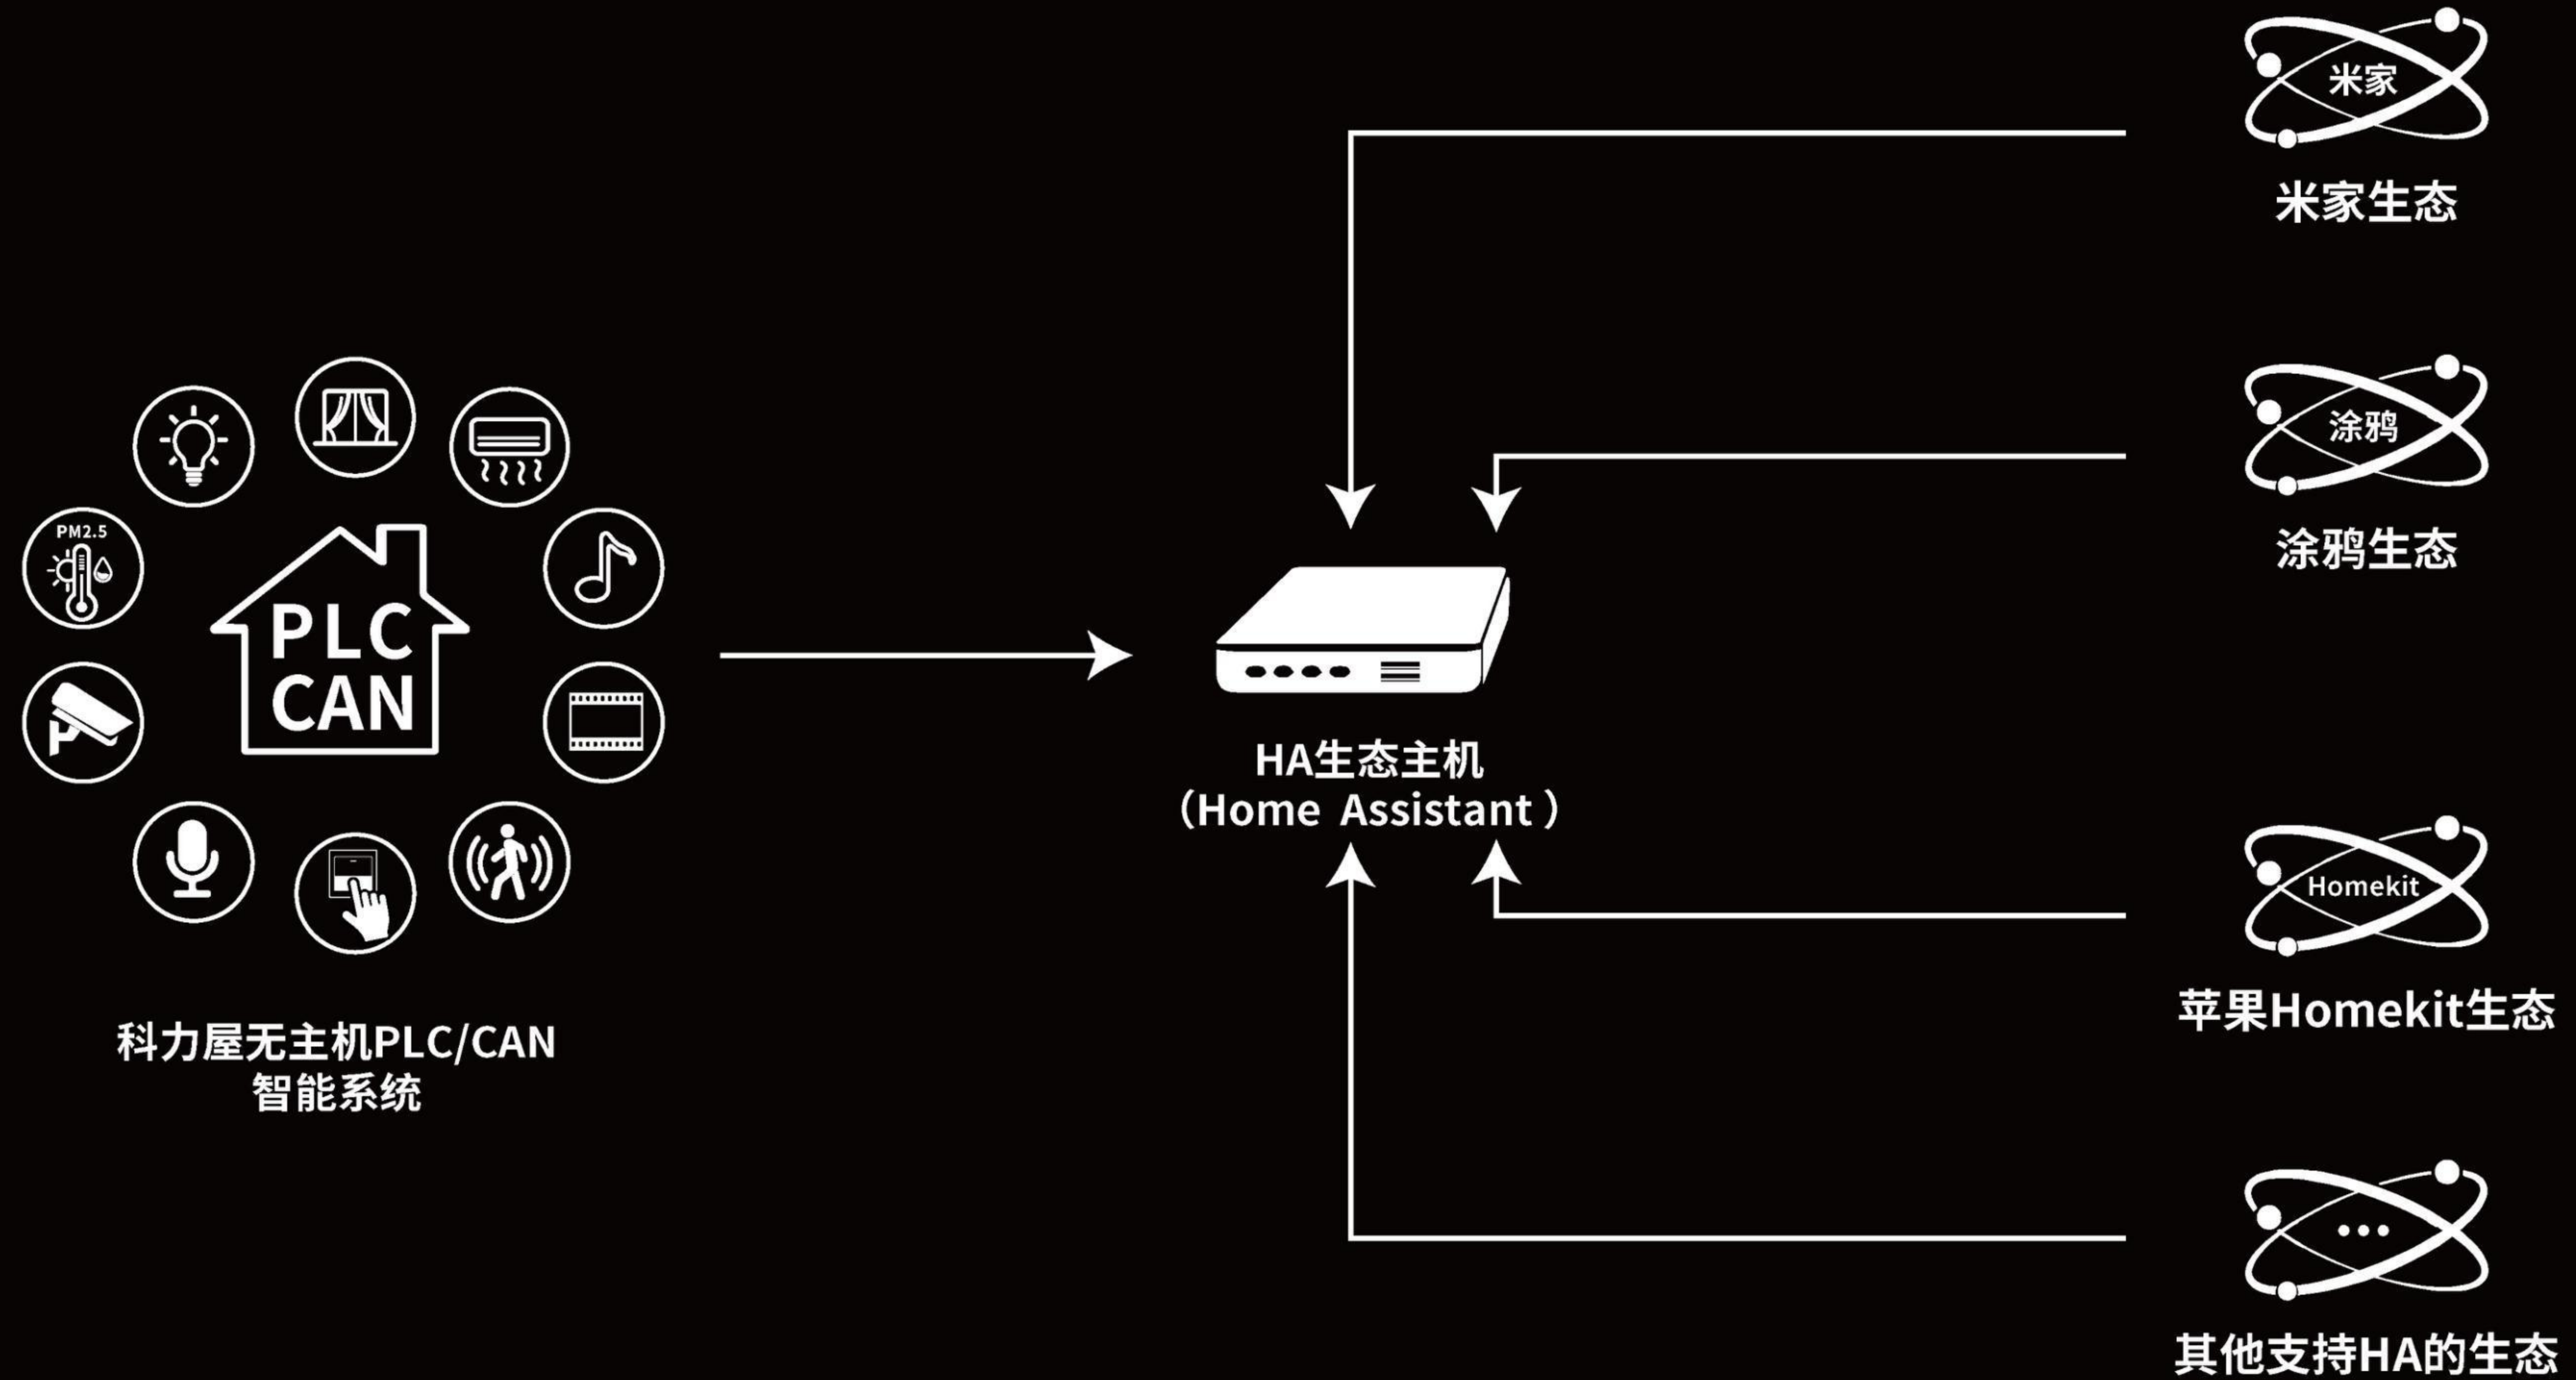 米家
米家生态
涂鸦
涂鸦生态
PM2.5
PLC
CAN
HA生态主机
（Home Assistant）
Homekit
苹果Homekit生态
科力屋无主机PLC/CAN
智能系统
其他支持HA的生态